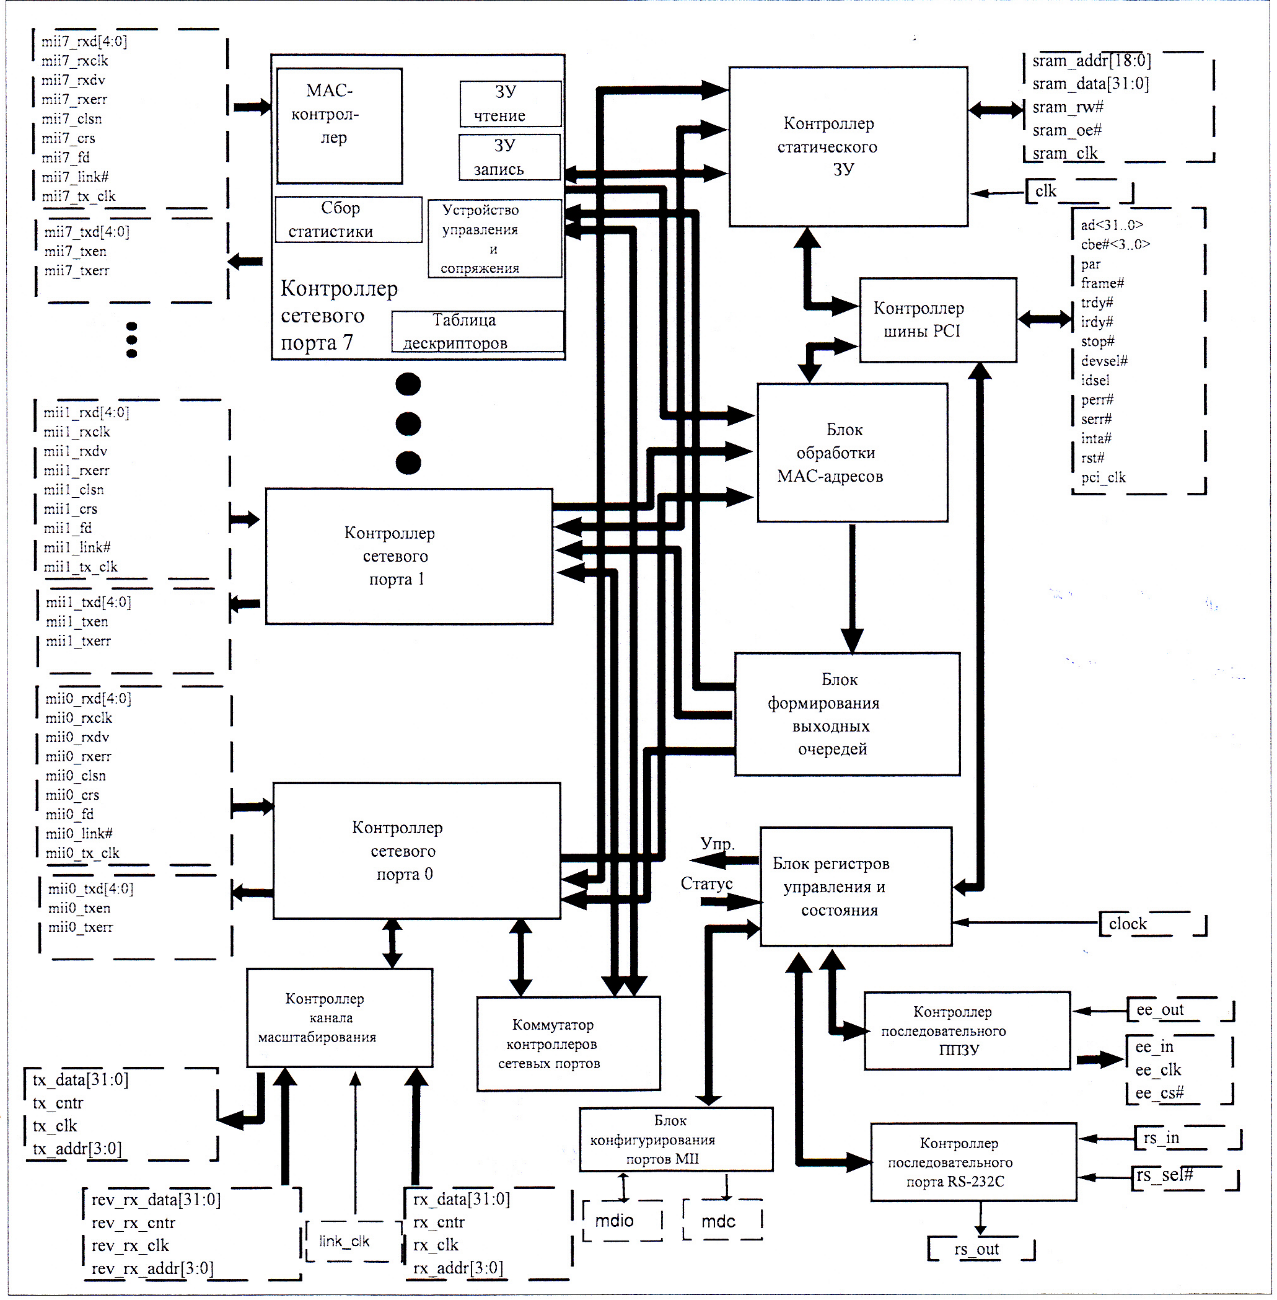 mii7_rxd[4:0]
mii7_rxclk
mii7_rxdv
mii7_rxerr
mii7_clsn
mii7_crs
mii7_fd
mii7_link#
mii7_tx_clk
mii7_txd[4:0]
mii7_txen
mii7_txerr
МАС-
контрол-
лер
ЗУ
чтение
ЗУ
запись
Сбор
статистики
Устройство
управления
и
сопряжения
Контроллер
сетевого
порта 7
Таблица
дескрипторов
Контроллер
статического
ЗУ
sram_addr[18:0]
sram_data[31:0]
sram_rw#
sram_oe#
sram_clk
clk
Контроллер
шины PCI
ad<31..0>
cbe#<3..0>
par
frame#
trdy#
irdy#
stop#
devsel#
idsel
perr#
serr#
inta#
rst#
pci_clk
Блок
обработки
МАС-адресов
mii1_rxd[4:0]
mii1_rxclk
mii1_rxdv
mii1_rxerr
mii1_clsn
mii1_crs
mii1_fd
mii1_link#
mii1_tx_clk
mii1_txd[4:0]
mii1_txen
mii1_txerr
Контроллер
сетевого
порта 1
Блок
формирования
выходных
очередей
mii0_rxd[4:0]
mii0_rxclk
mii0_rxdv
mii0_rxerr
mii0_clsn
mii0_crs
mii0_fd
mii0_link#
mii0_tx_clk
mii0_txd[4:0]
mii0_txen
mii0_txerr
Контроллер
сетевого
порта 0
Упр.
Статус
Блок регистров
управления и
состояния
clock
Контроллер
канала
масштабирования
Коммутатор
контроллеров
сетевых портов
Контроллер
последовательного
ППЗУ
ee_out
ee_in
ee_clk
ee_cs#
tx_data[31:0]
tx_cntr
tx_clk
tx_addr[3:0]
Блок
конфигурирования
портов MII
Контроллер
последовательного
порта RS-232C
rs_in
rs_sel#
rev_rx_data[31:0]
rev_rx_cntr
rev_rx_clk
rev_rx_addr[3:0]
link_clk
rx_data[31:0]
rx_cntr
rx_clk
rx_addr[3:0]
mdio
mdc
rs_out